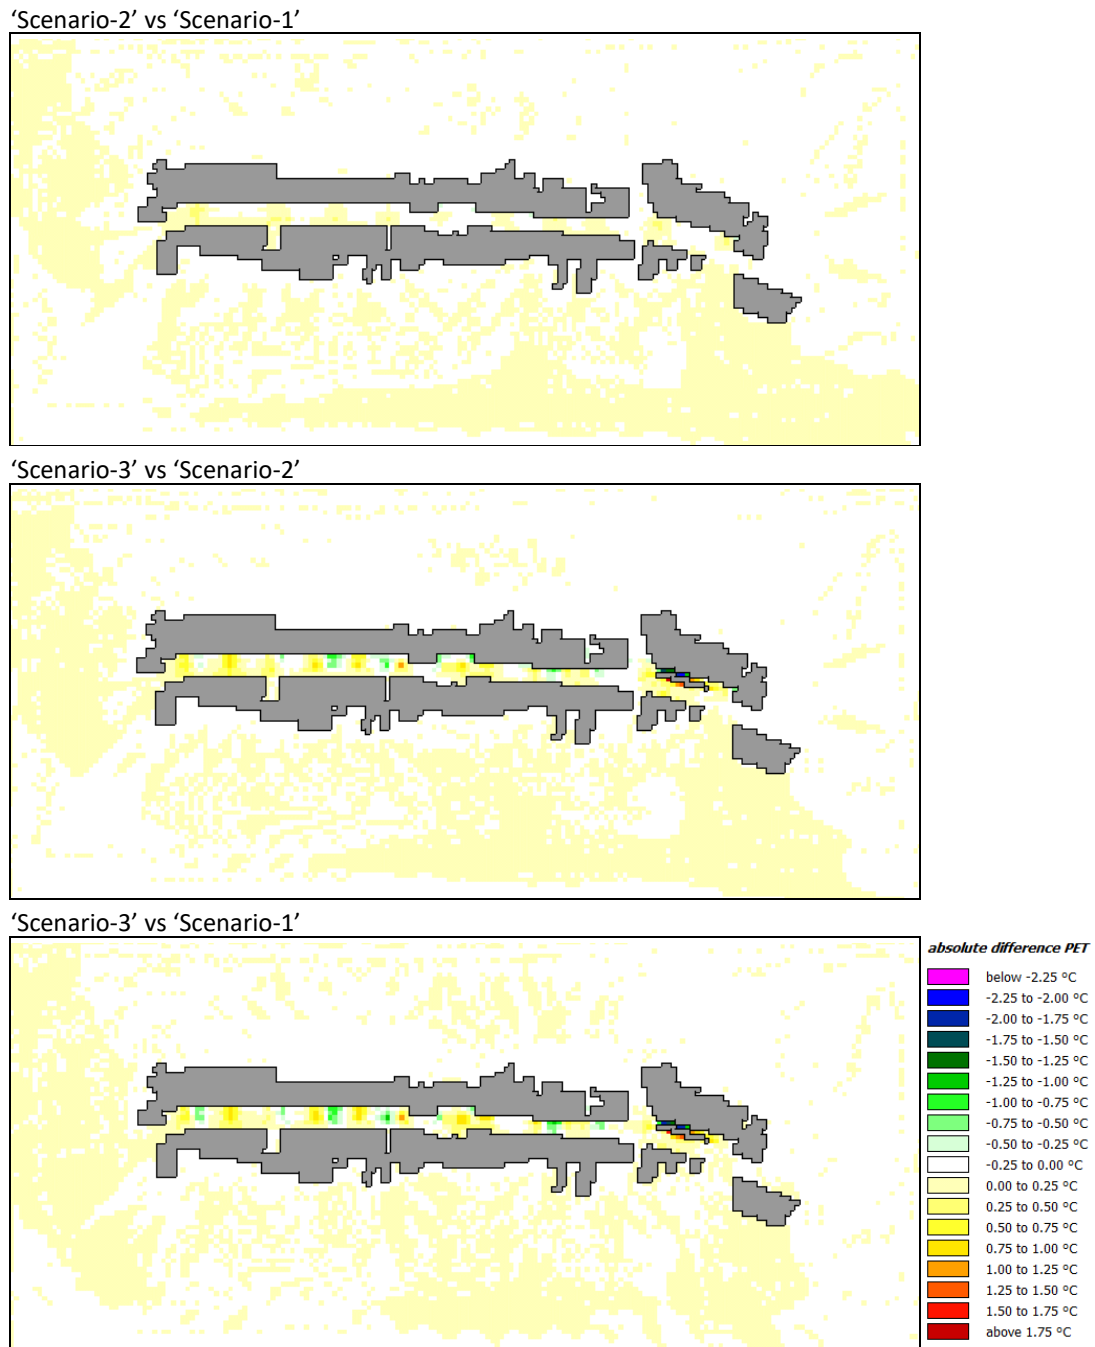 ‘Scenario-2’ vs ‘Scenario-1’
‘Scenario-3’ vs ‘Scenario-2’
‘Scenario-3’ vs ‘Scenario-1’
absolute difference PET
below -2.25 °C
-2.25 to -2.00 °C
-2.00 to -1.75 °C
-1.75 to -1.50 °C
-1.50 to -1.25 °C
-1.25 to -1.00 °C
-1.00 to -0.75 °C
-0.75 to -0.50 °C
-0.50 to -0.25 °C
-0.25 to 0.00 °C
0.00 to 0.25 °C
0.25 to 0.50 °C
0.50 to 0.75 °C
0.75 to 1.00 °C
1.00 to 1.25 °C
1.25 to 1.50 °C
1.50 to 1.75 °C
above 1.75 °C